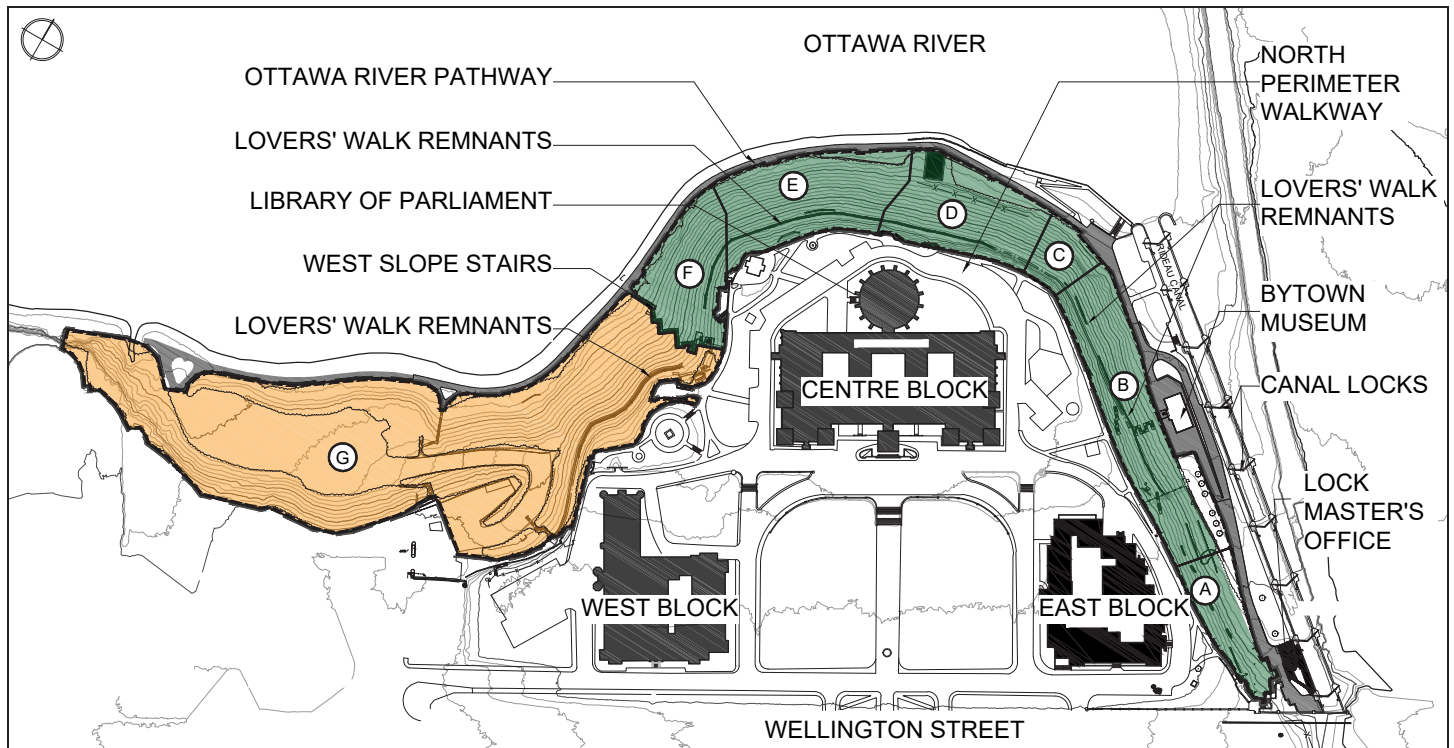 OTTAWA RIVER
NORTH
PERIMETER
WALKWAY
OTTAWA RIVER PATHWAY
LOVERS' WALK REMNANTS
LIBRARY OF PARLIAMENT
WEST SLOPE STAIRS
LOVERS' WALK REMNANTS
LOVERS' WALK
REMNANTS
BYTOWN
MUSEUM
CANAL LOCKS
LOCK
MASTER'S
OFFICE
RIDEAU CANAL
E
D
C
F
B
G
A
CENTRE BLOCK
WEST BLOCK
EAST BLOCK
WELLINGTON STREET